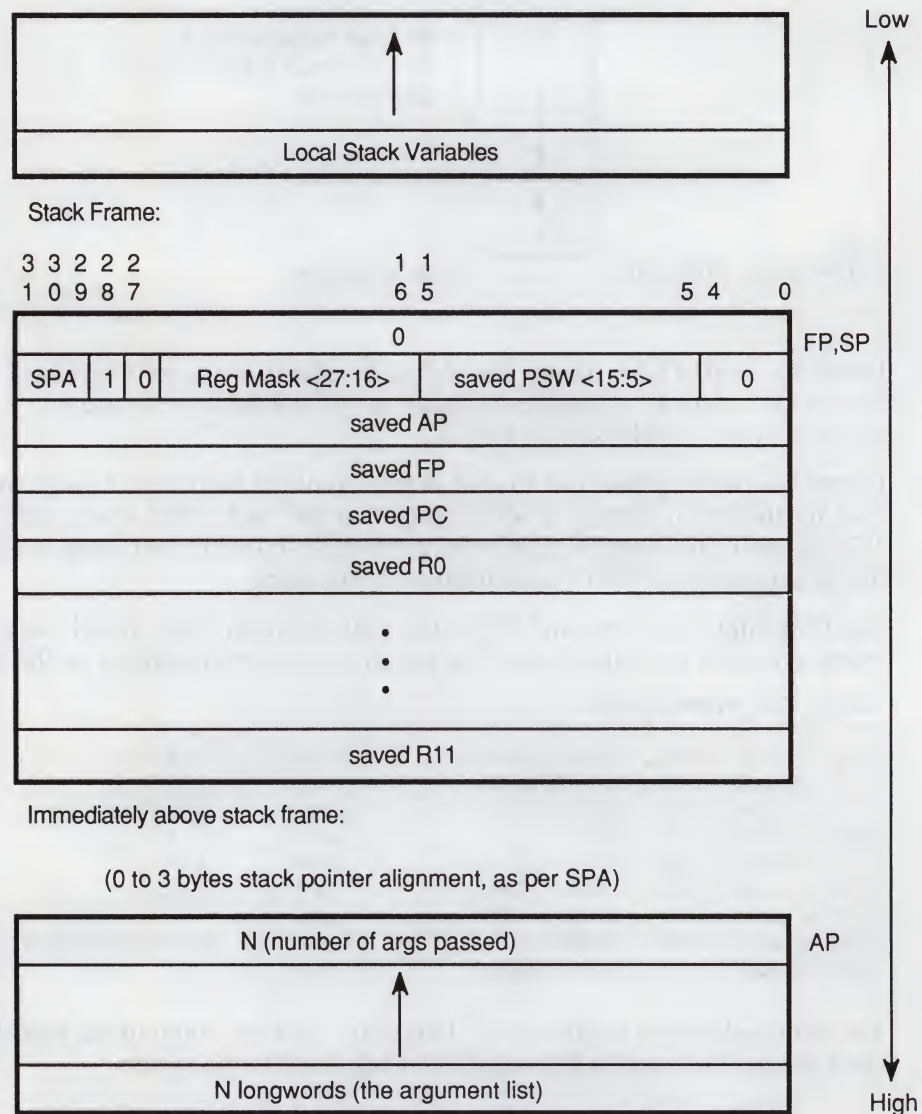 Low
Local Stack Variables
Stack Frame:
3 3 2 2 2 1 1
1 0 9 8 7 6 5 5 4 0
0 FP,SP
SPA 1 0 Reg Mask <27:16> saved PSW <15:5> 0
saved AP
saved FP
saved PC
saved R0
saved R11
Immediately above stack frame:
(0 to 3 bytes stack pointer alignment, as per SPA)
N (number of args passed) AP
N longwords (the argument list)
High